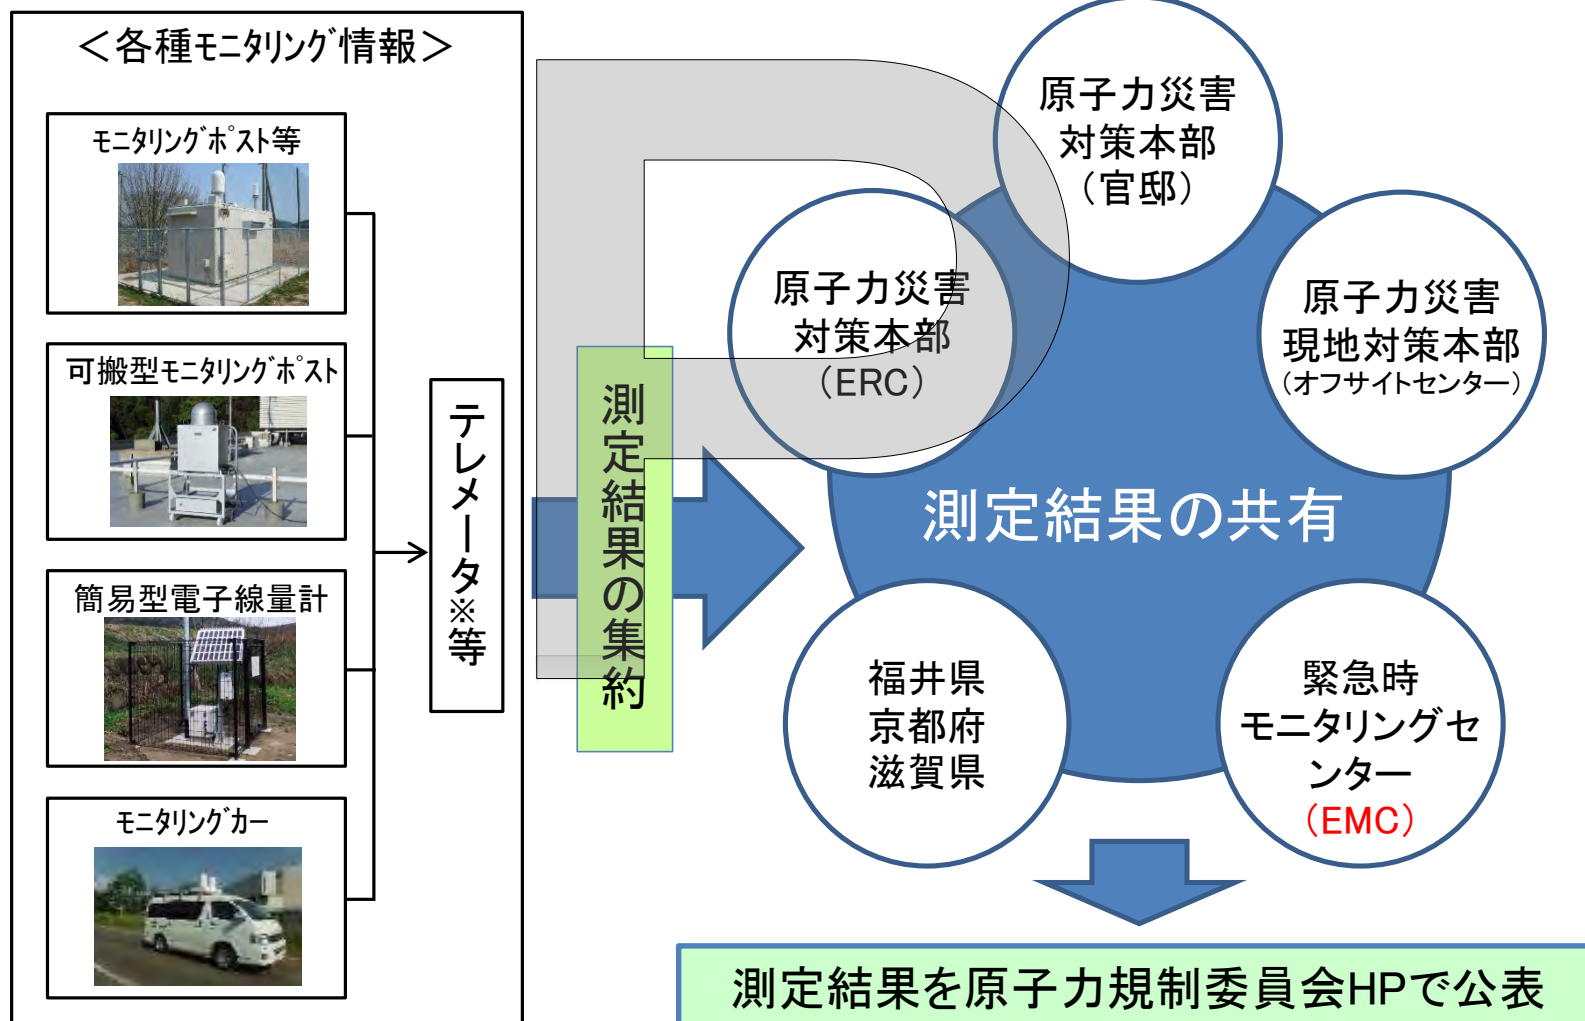 ＜各種ﾓﾆﾀﾘﾝｸﾞ情報＞
ﾓﾆﾀﾘﾝｸﾞﾎﾟｽﾄ等
可搬型ﾓﾆﾀﾘﾝｸﾞﾎﾟｽﾄ
簡易型電子線量計
ﾓﾆﾀﾘﾝｸﾞｶｰ
テレメータ※等
測定結果の集約
原子力災害
対策本部
（官邸）
原子力災害
対策本部
（ERC）
原子力災害
現地対策本部
（オフサイトセンター）
測定結果の共有
福井県
京都府
滋賀県
緊急時
モニタリングセ
ンター
（EMC）
測定結果を原子力規制委員会HPで公表